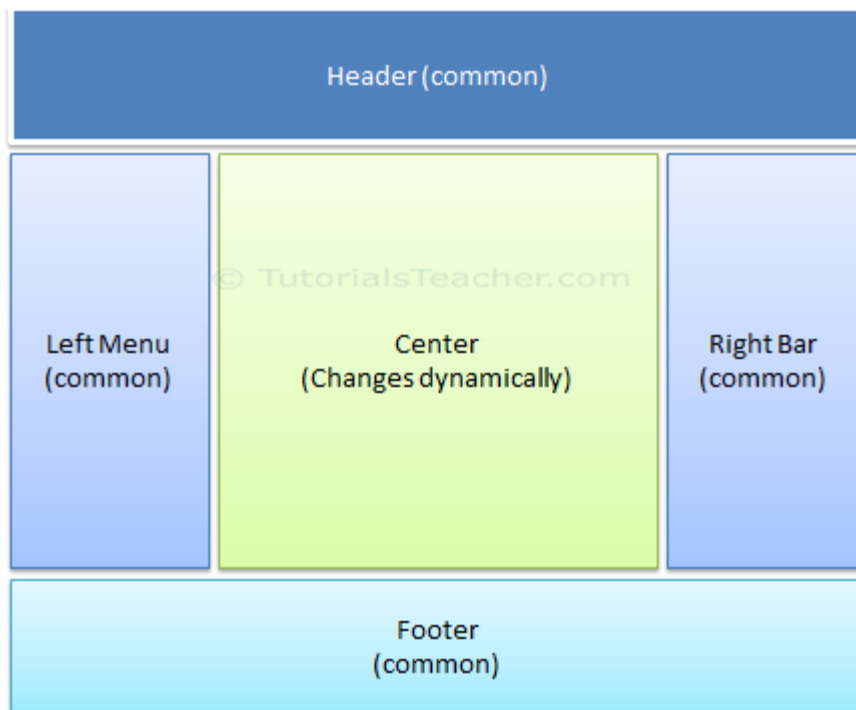 Header (common)
© TutorialsTeacher.com
Left Menu
(common)
Center
(Changes dynamically)
Right Bar
(common)
Footer
(common)